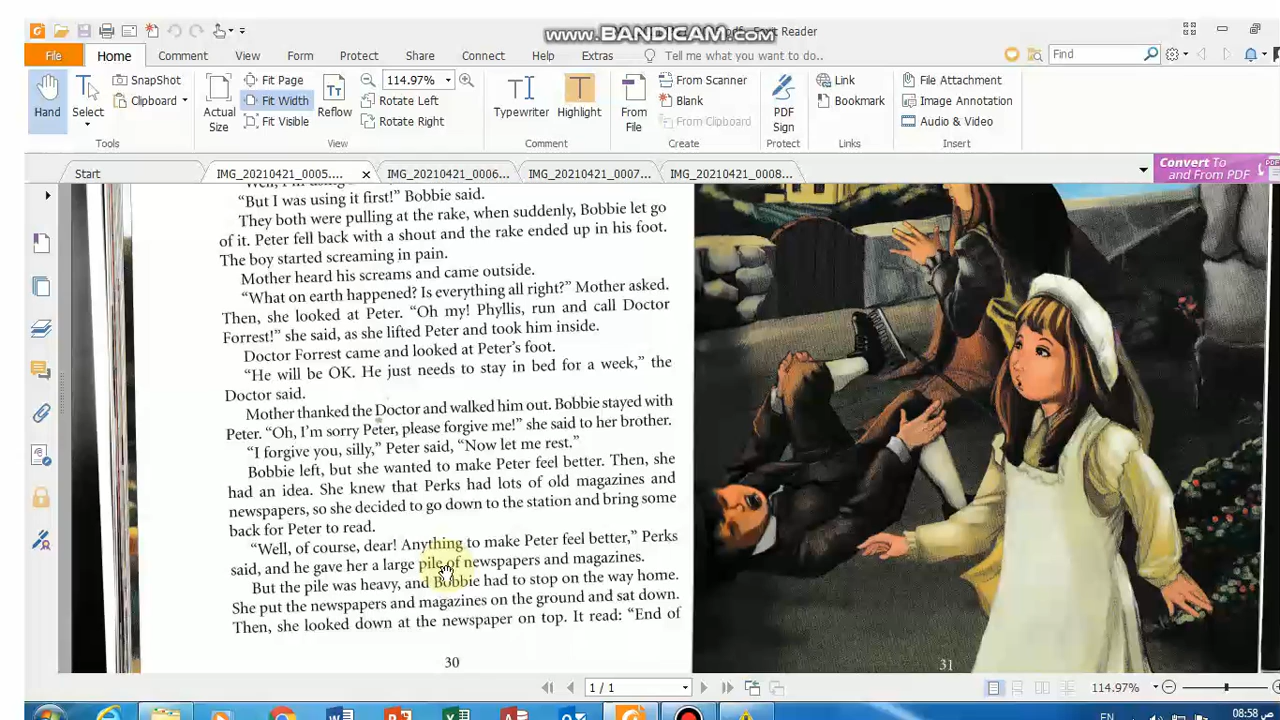 www.BANDICAM.com
Reader
File Home Comment View Form Protect Share Connect Help Extras Tell me what you want to do.. Find
SnapShot
Clipboard
Hand Select
Tools
Actual Size
Fit Page
Fit Width
Fit Visible
Reflow
114.97%
Rotate Left
Rotate Right
View
Typewriter Highlight
Comment
From File
From Scanner
Blank
From Clipboard
Create
PDF Sign
Protect
Link
Bookmark
Links
File Attachment
Image Annotation
Audio & Video
Insert
Start IMG_20210421_0005.... IMG_20210421_0006... IMG_20210421_0007... IMG_20210421_0008...
Convert To
and From PDF
“But I was using it first!” Bobbie said.
They both were pulling at the rake, when suddenly, Bobbie let go
of it. Peter fell back with a shout and the rake ended up in his foot.
The boy started screaming in pain.
Mother heard his screams and came outside.
“What on earth happened? Is everything all right?” Mother asked.
Then, she looked at Peter. “Oh my! Phyllis, run and call Doctor
Forrest!” she said, as she lifted Peter and took him inside.
Doctor Forrest came and looked at Peter’s foot.
“He will be OK. He just needs to stay in bed for a week,” the
Doctor said.
Mother thanked the Doctor and walked him out. Bobbie stayed with
Peter. “Oh, I’m sorry Peter, please forgive me!” she said to her brother.
“I forgive you, silly,” Peter said, “Now let me rest.”
Bobbie left, but she wanted to make Peter feel better. Then, she
had an idea. She knew that Perks had lots of old magazines and
newspapers, so she decided to go down to the station and bring some
back for Peter to read.
“Well, of course, dear! Anything to make Peter feel better,” Perks
said, and he gave her a large pile of newspapers and magazines.
But the pile was heavy, and Bobbie had to stop on the way home.
She put the newspapers and magazines on the ground and sat down.
Then, she looked down at the newspaper on top. It read: “End of
30
31
1 / 1
114.97%
EN
08:58 ص